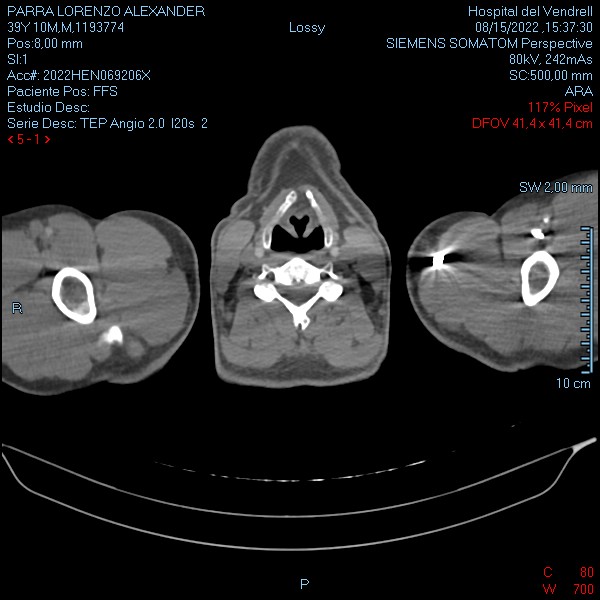 PARRA LORENZO ALEXANDER
39Y 10M,M,1193774
Pos:8,00 mm
SI:1
Acc#: 2022HEN069206X
Paciente Pos: FFS
Estudio Desc:
Serie Desc: TEP Angio 2.0 I20s 2
< 5 - 1 >
Lossy
Hospital del Vendrell
08/15/2022 ,15:37:30
SIEMENS SOMATOM Perspective
80kV, 242mAs
SC:500,00 mm
ARA
117% Pixel
DFOV 41,4 x 41,4 cm
SW 2,00 mm
R
10 cm
P
C 80
W 700